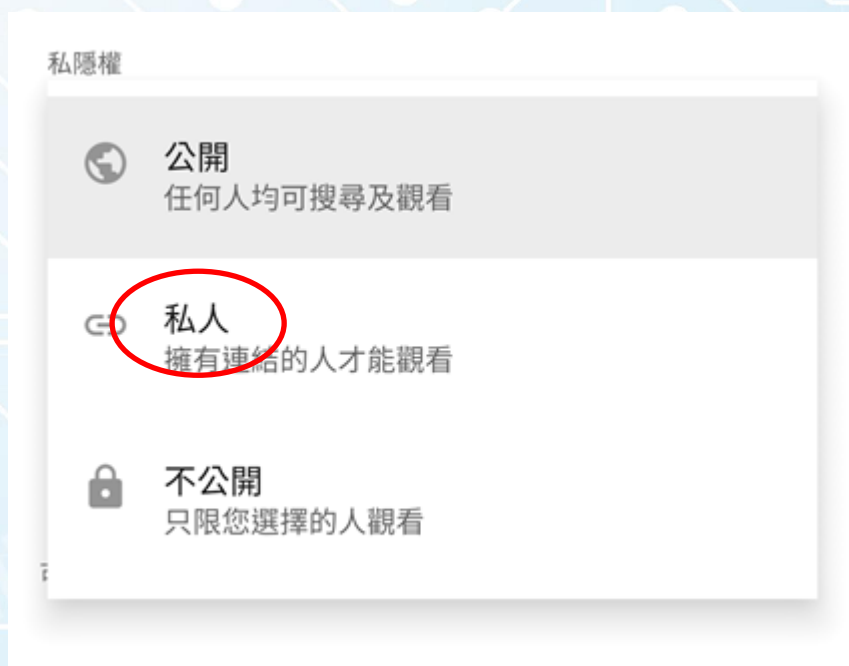 私隱權
公開
任何人均可搜尋及觀看
私人
擁有連結的人才能觀看
不公開
只限您選擇的人觀看